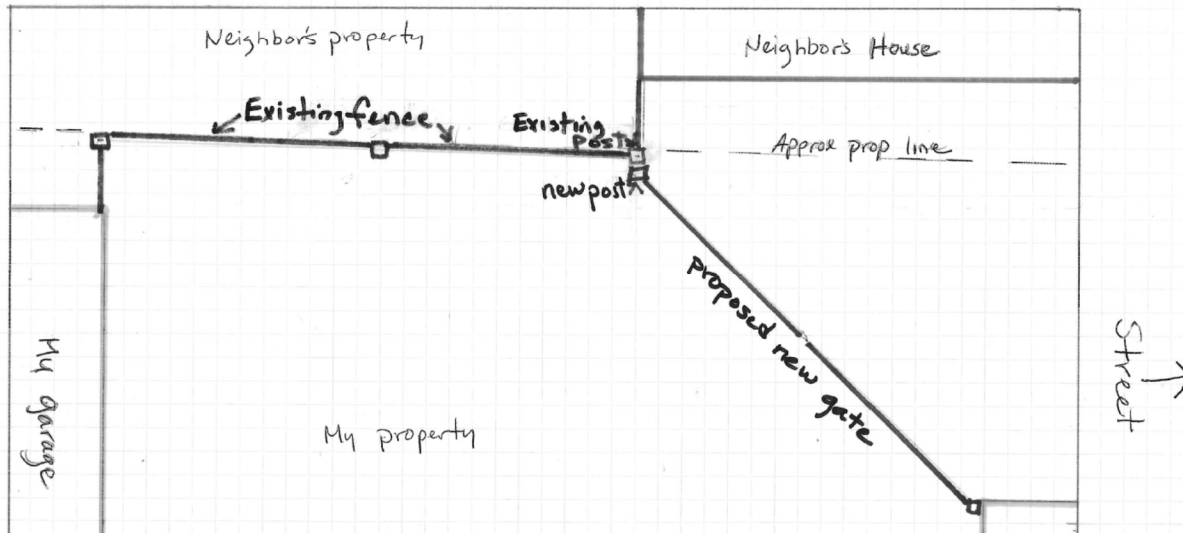 Neighbor's property
Neighbor's House
Existing fence
Existing
Post
Approx prop line
new post
proposed new gate
My garage
My property
Street